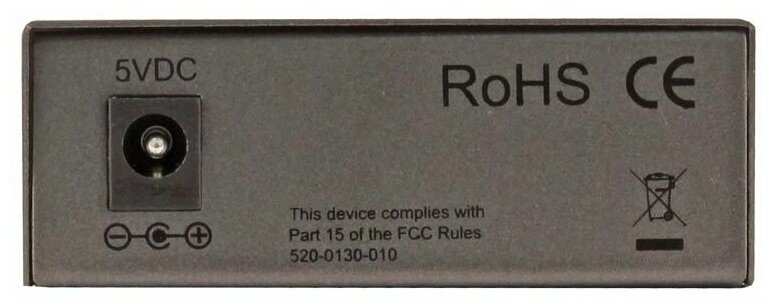 5VDC
RoHS CE
This device complies with
Part 15 of the FCC Rules
520-0130-010